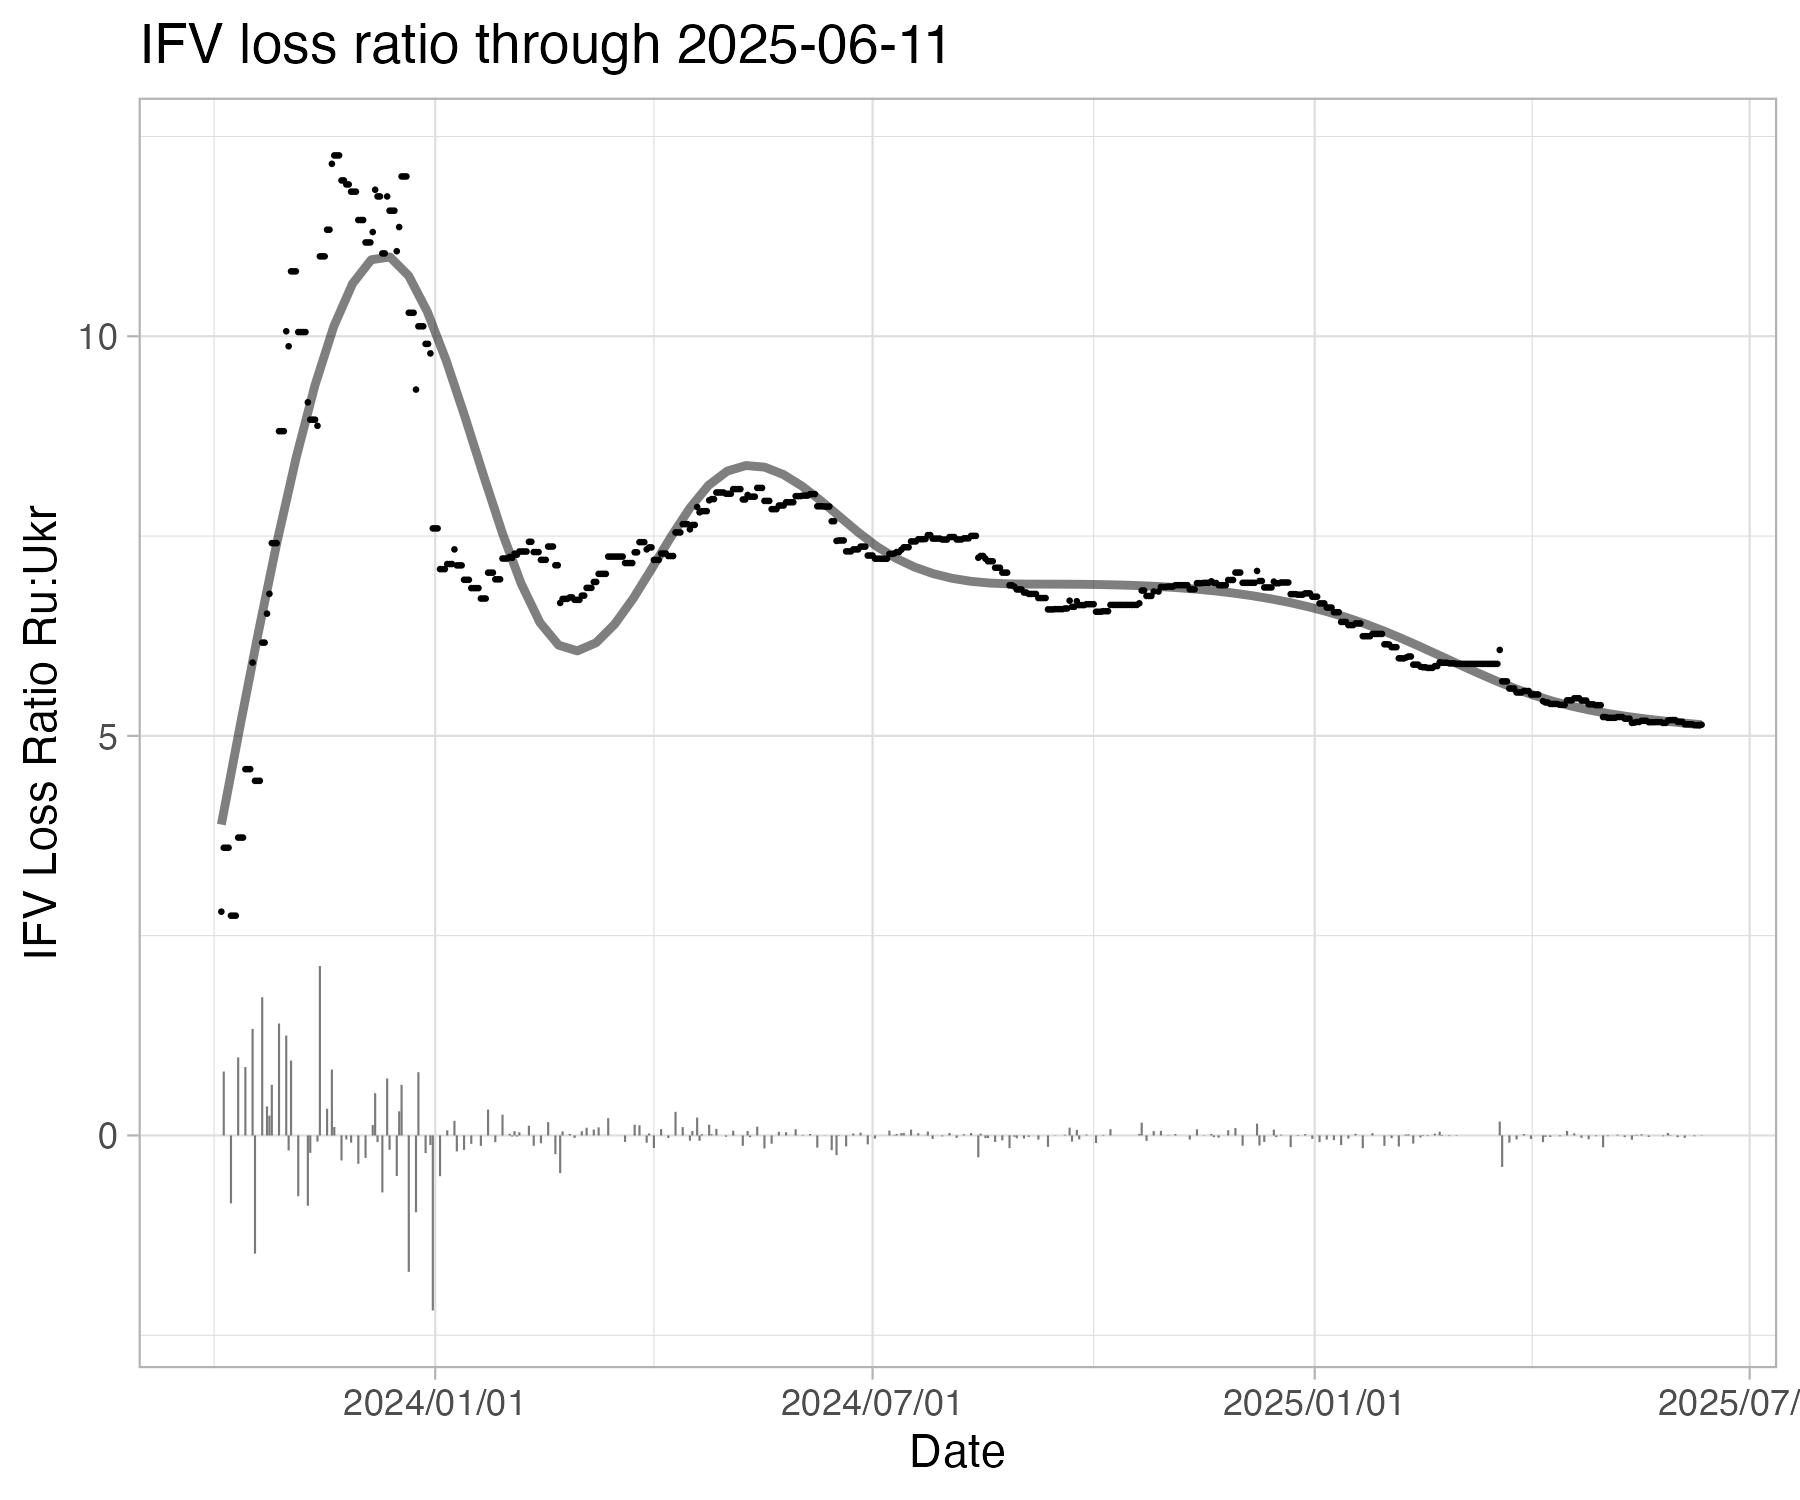 IFV loss ratio through 2025-06-11
IFV Loss Ratio Ru:Ukr
10
5
0
2024/01/01
2024/07/01
2025/01/01
2025/07/
Date